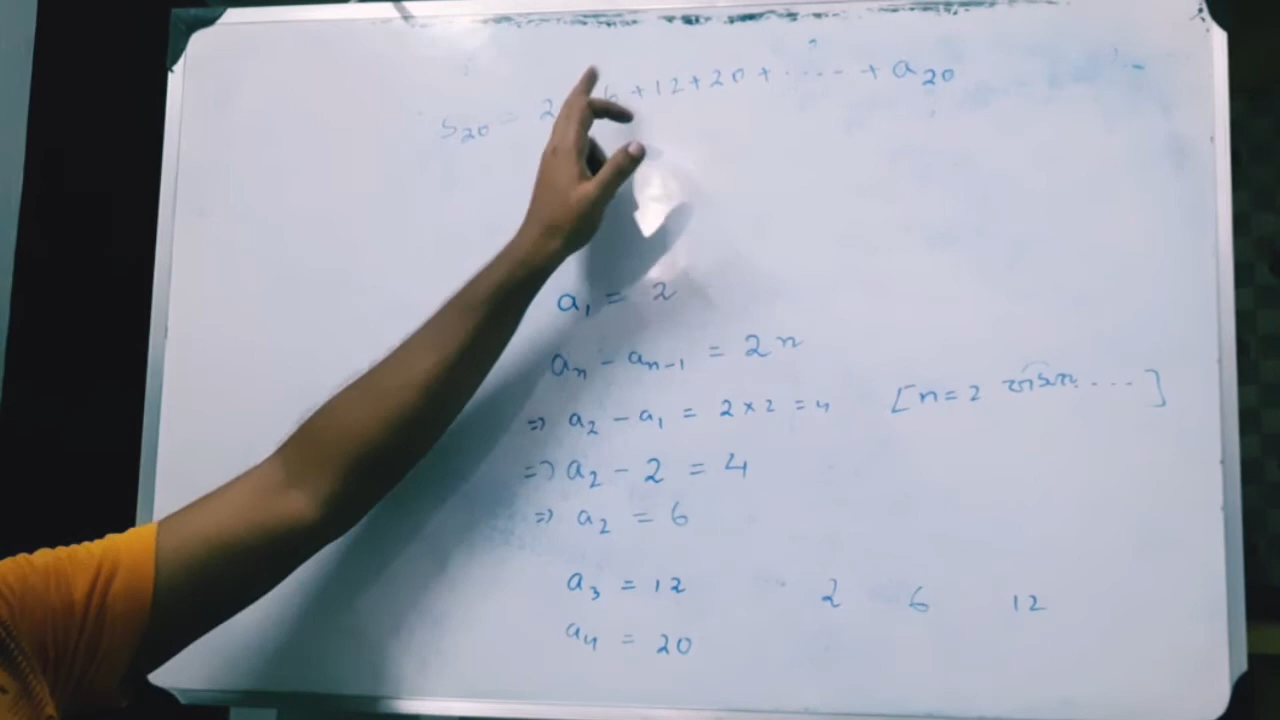 S20 = 2 6 + 12 + 20 + ..... + a20
a1 = 2
an - an-1 = 2n
=> a2 - a1 = 2 × 2 = 4 [n = 2 ....]
=> a2 - 2 = 4
=> a2 = 6
a3 = 12 2 6 12
a4 = 20